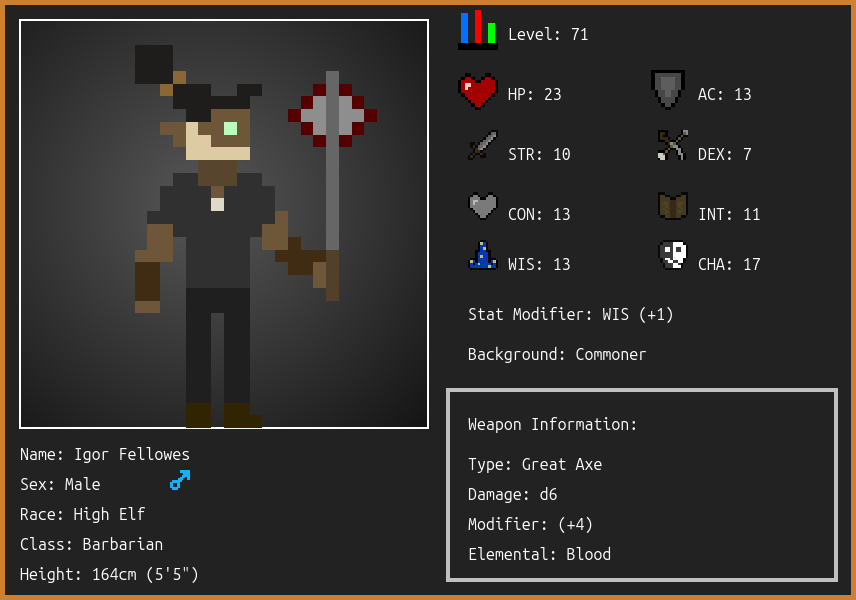 Level: 71
HP: 23
AC: 13
STR: 10
DEX: 7
CON: 13
INT: 11
WIS: 13
CHA: 17
Stat Modifier: WIS (+1)
Background: Commoner
Weapon Information:
Type: Great Axe
Damage: d6
Modifier: (+4)
Elemental: Blood
Name: Igor Fellowes
Sex: Male
Race: High Elf
Class: Barbarian
Height: 164cm (5'5")